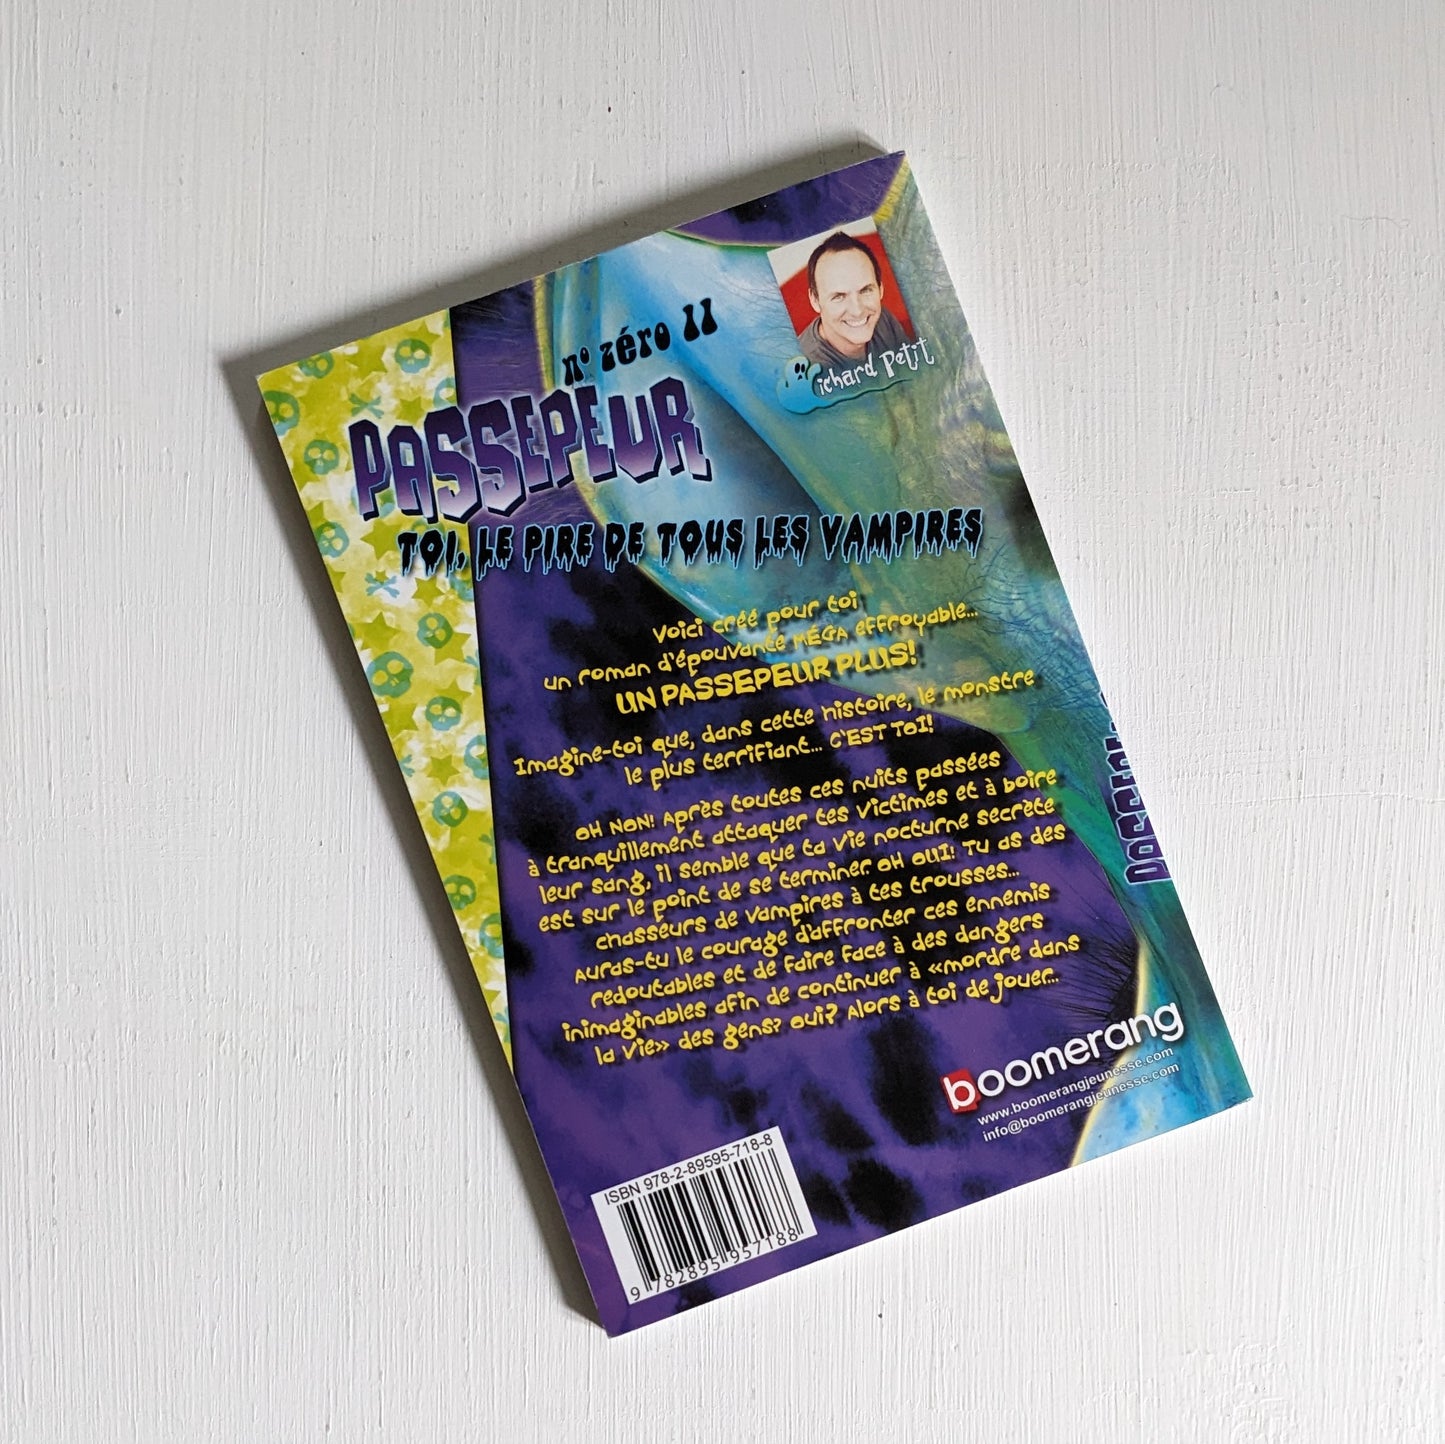 Richard Petit
nº zéro 11
PASSEPEUR
TOI, LE PIRE DE TOUS LES VAMPIRES
Voici créé pour toi
un roman d'épouvante MÉGA effroyable...
UN PASSEPEUR PLUS!
Imagine-toi que, dans cette histoire, le monstre
le plus terrifiant... C'EST TOI!
OH NON! Après toutes ces nuits passées
à tranquillement attaquer tes victimes et à boire
leur sang, il semble que ta vie nocturne secrète
est sur le point de se terminer. OH OUI! Tu as des
chasseurs de vampires à tes trousses...
Auras-tu le courage d'affronter ces ennemis
redoutables et de faire face à des dangers
inimaginables afin de continuer à «mordre dans
la vie» des gens? Oui? Alors à toi de jouer...
boomerang
www.boomerangjeunesse.com
info@boomerangjeunesse.com
ISBN 978-2-89595-718-8
9 782895 957188